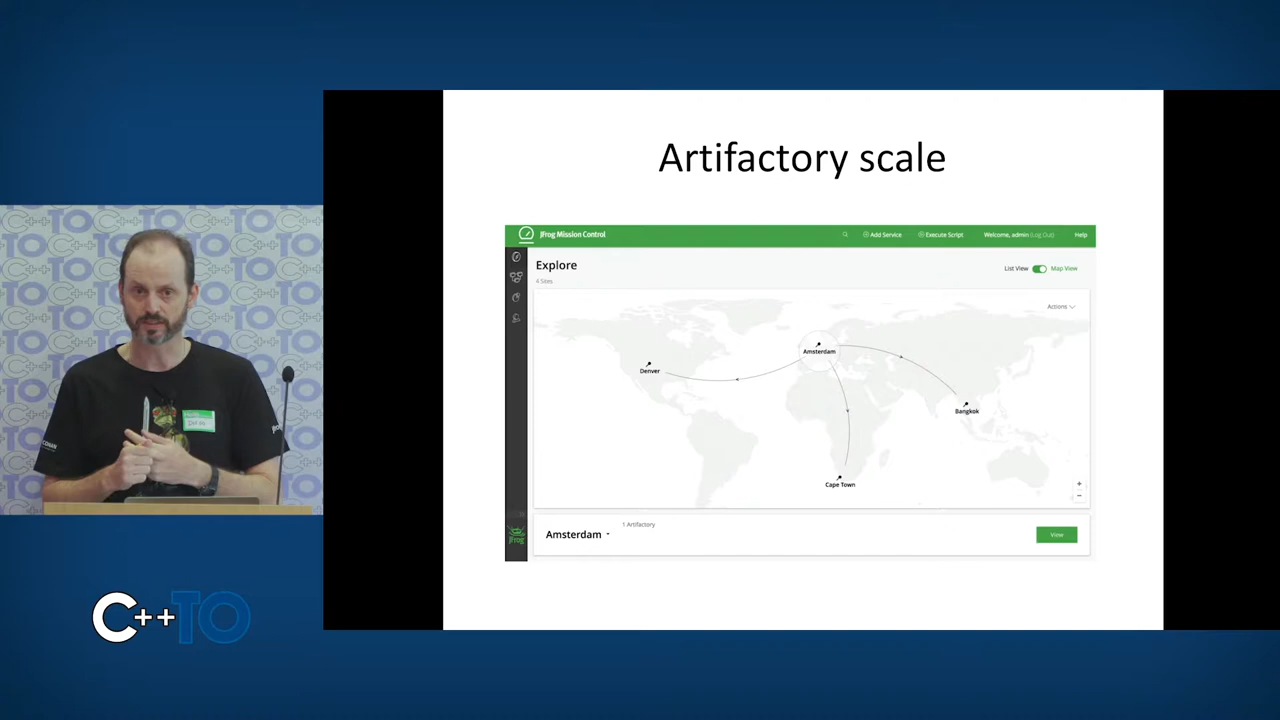 Artifactory scale
JFrog Mission Control
Add Service
Execute Script
Welcome, admin (Log Out)
Help
Explore
4 Sites
List View
Map View
Actions
Amsterdam
Denver
Bangkok
Cape Town
+
−
Amsterdam
1 Artifactory
View
JFrog
C++TO